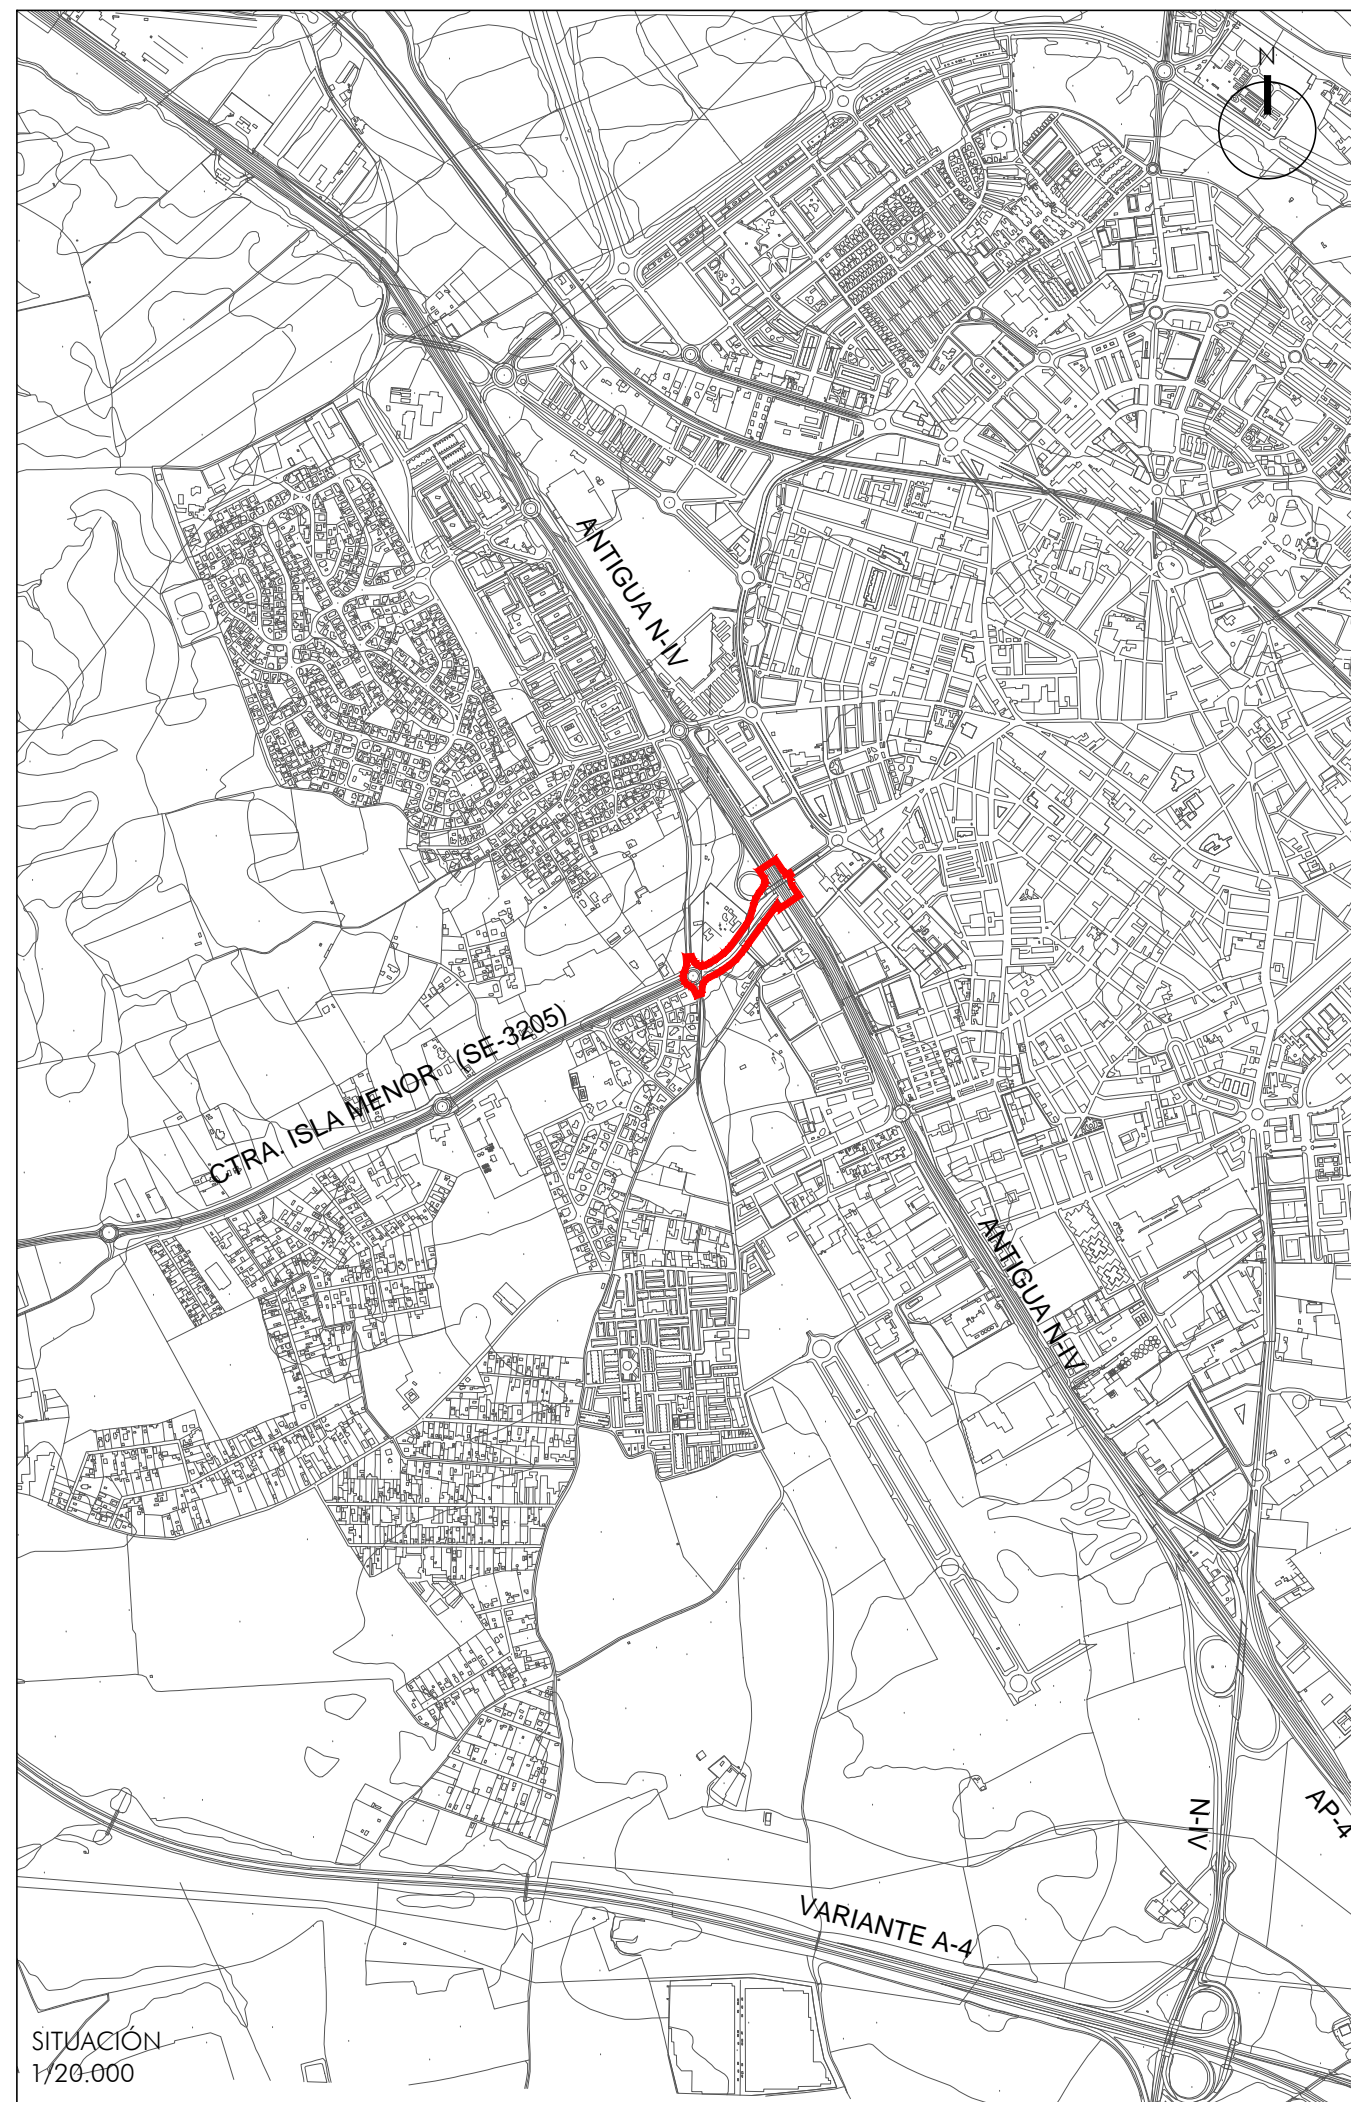 N
ANTIGUA N-IV
CTRA. ISLA MENOR (SE-3205)
ANTIGUA N-IV
N-IV
AP-4
VARIANTE A-4
SITUACIÓN
1/20.000